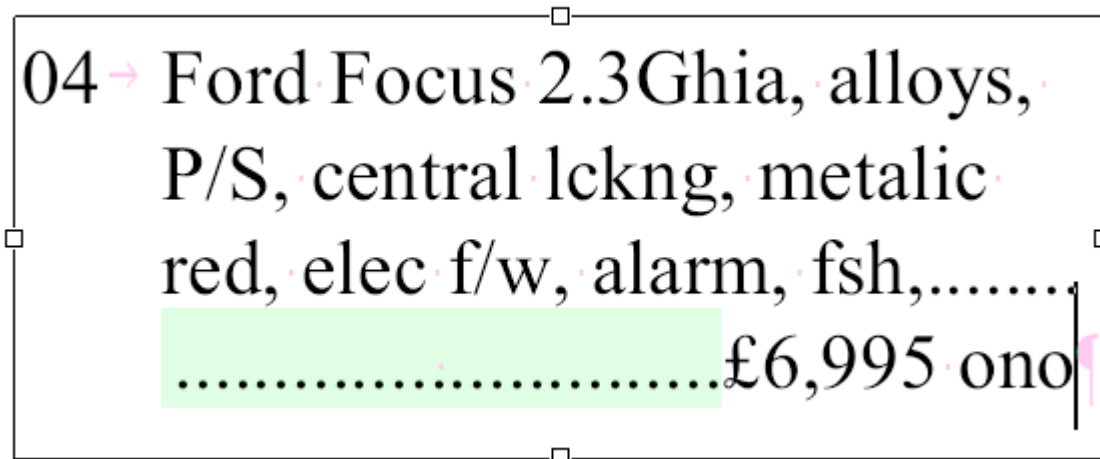 04 Ford Focus 2.3Ghia, alloys,
P/S, central lckng, metalic
red, elec f/w, alarm, fsh,........
.............................£6,995 ono